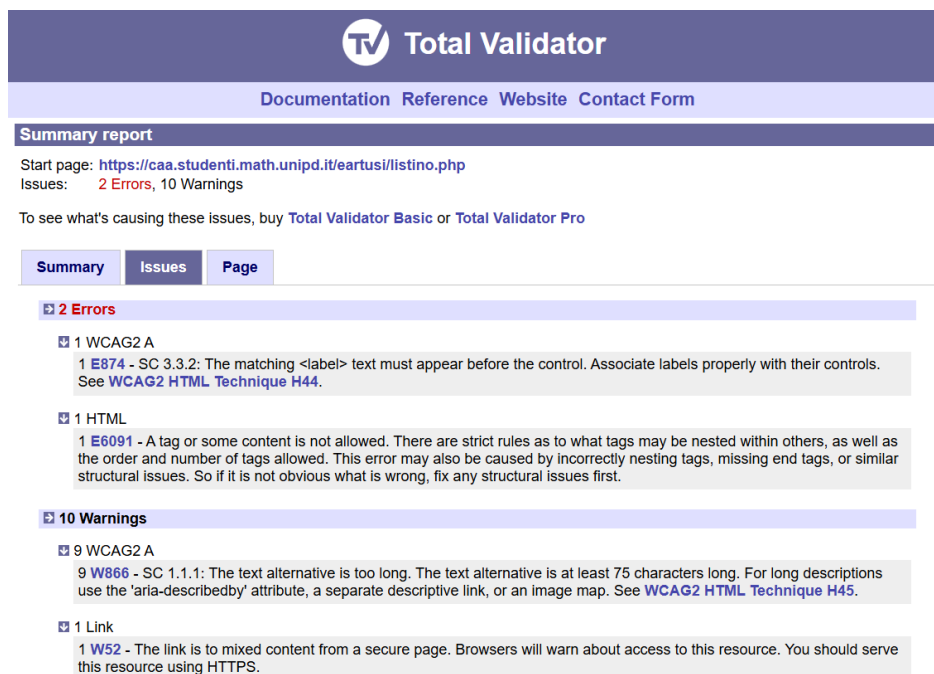 TV Total Validator
Documentation Reference Website Contact Form
Summary report
Start page: https://caa.studenti.math.unipd.it/eartusi/listino.php
Issues: 2 Errors, 10 Warnings
To see what's causing these issues, buy Total Validator Basic or Total Validator Pro
Summary Issues Page
2 Errors
1 WCAG2 A
1 E874 - SC 3.3.2: The matching <label> text must appear before the control. Associate labels properly with their controls.
See WCAG2 HTML Technique H44.
1 HTML
1 E6091 - A tag or some content is not allowed. There are strict rules as to what tags may be nested within others, as well as
the order and number of tags allowed. This error may also be caused by incorrectly nesting tags, missing end tags, or similar
structural issues. So if it is not obvious what is wrong, fix any structural issues first.
10 Warnings
9 WCAG2 A
9 W866 - SC 1.1.1: The text alternative is too long. The text alternative is at least 75 characters long. For long descriptions
use the 'aria-describedby' attribute, a separate descriptive link, or an image map. See WCAG2 HTML Technique H45.
1 Link
1 W52 - The link is to mixed content from a secure page. Browsers will warn about access to this resource. You should serve
this resource using HTTPS.